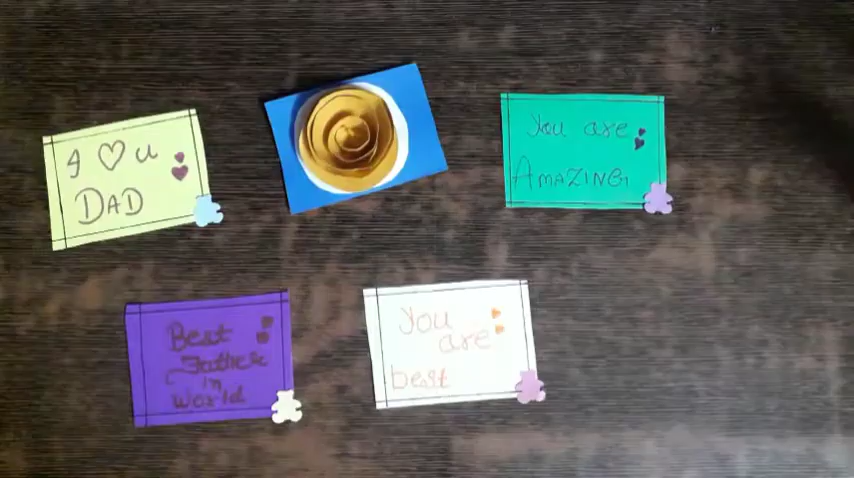 I ♡ u
DAD
You are
AMAZING
Best
Father
in
World
You
are
best